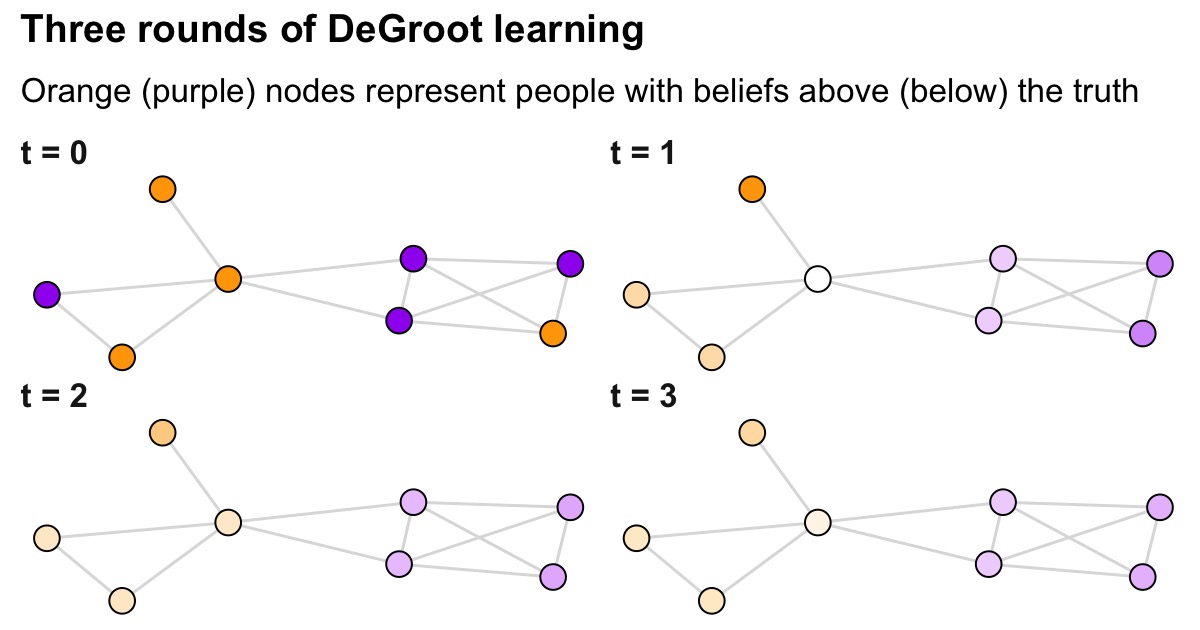 Three rounds of DeGroot learning
Orange (purple) nodes represent people with beliefs above (below) the truth
t = 0
t = 1
t = 2
t = 3